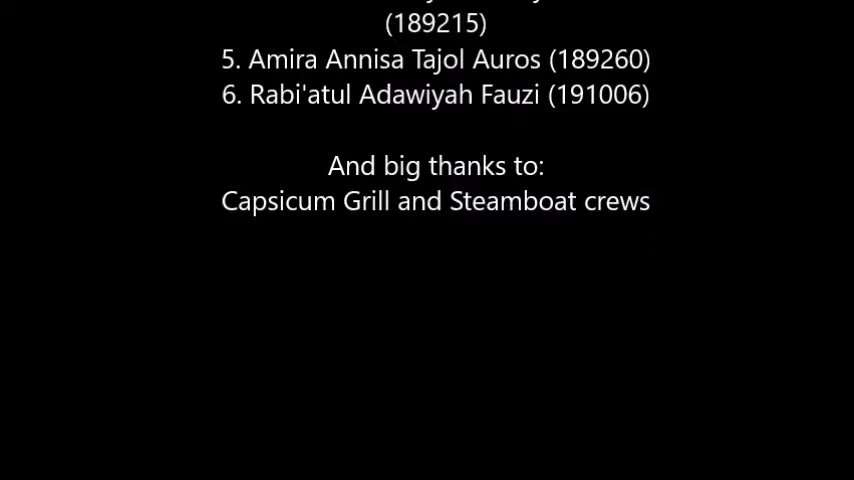 (189215)
5. Amira Annisa Tajol Auros (189260)
6. Rabi'atul Adawiyah Fauzi (191006)
And big thanks to:
Capsicum Grill and Steamboat crews